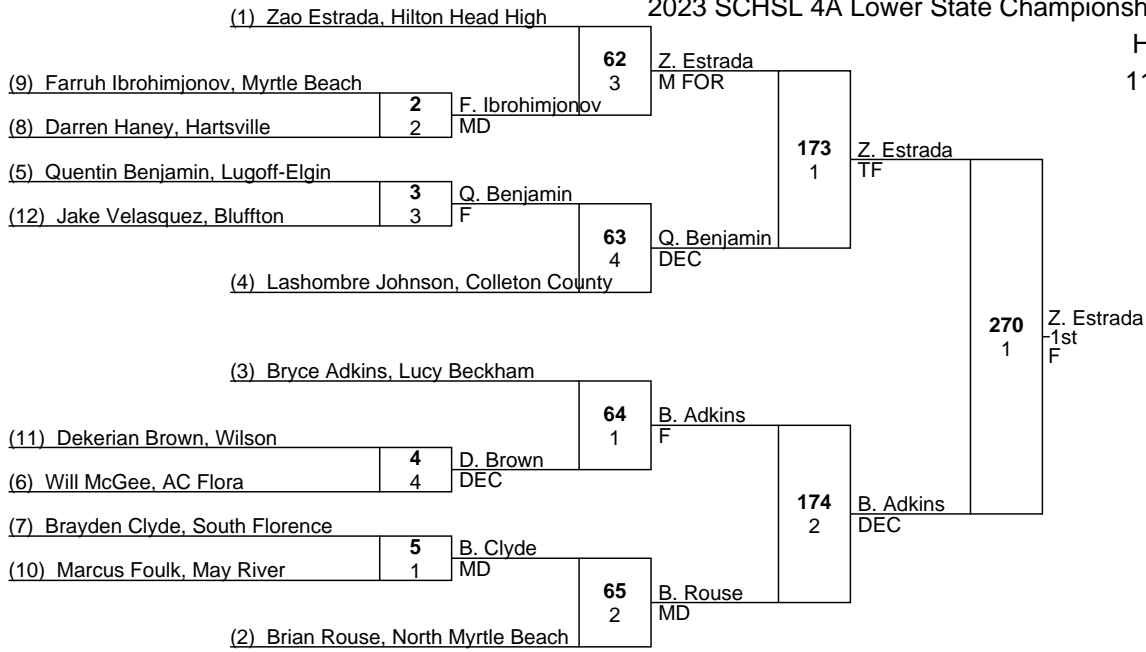 2023 SCHSL 4A Lower State Championsh
H
11
(1) Zao Estrada, Hilton Head High
62
3
Z. Estrada
M FOR
(9) Farruh Ibrohimjonov, Myrtle Beach
2
2
F. Ibrohimjonov
MD
(8) Darren Haney, Hartsville
173
1
Z. Estrada
TF
(5) Quentin Benjamin, Lugoff-Elgin
3
3
Q. Benjamin
F
(12) Jake Velasquez, Bluffton
63
4
Q. Benjamin
DEC
(4) Lashombre Johnson, Colleton County
270
1
Z. Estrada
1st
F
(3) Bryce Adkins, Lucy Beckham
64
1
B. Adkins
F
(11) Dekerian Brown, Wilson
4
4
D. Brown
DEC
(6) Will McGee, AC Flora
174
2
B. Adkins
DEC
(7) Brayden Clyde, South Florence
5
1
B. Clyde
MD
(10) Marcus Foulk, May River
65
2
B. Rouse
MD
(2) Brian Rouse, North Myrtle Beach